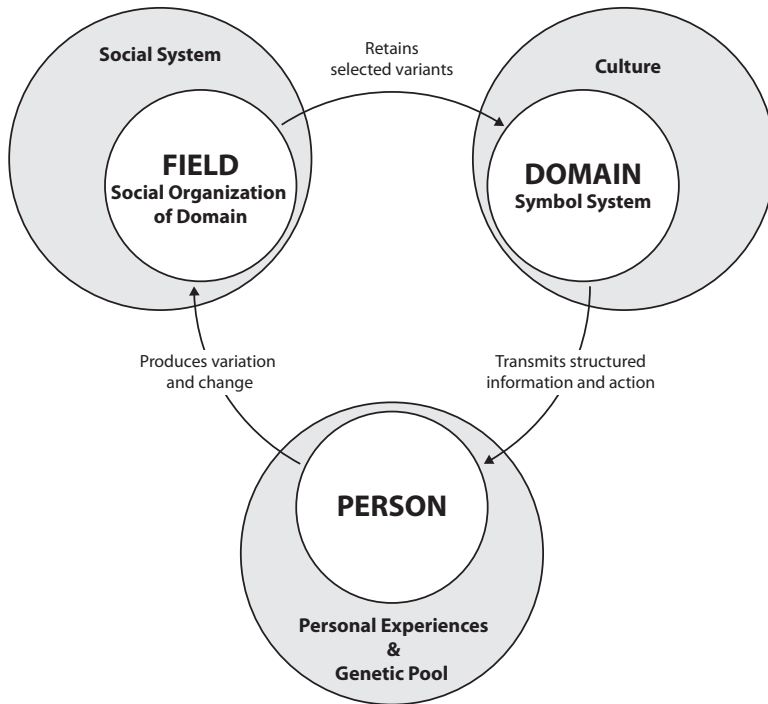 Social System
FIELD
Social Organization
of Domain
Retains
selected variants
Culture
DOMAIN
Symbol System
Produces variation
and change
Transmits structured
information and action
PERSON
Personal Experiences
&
Genetic Pool